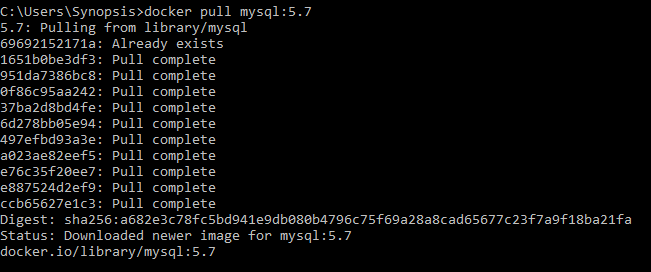 C:\Users\Synopsis>docker pull mysql:5.7
5.7: Pulling from library/mysql
69692152171a: Already exists
1651b0be3df3: Pull complete
951da7386bc8: Pull complete
0f86c95aa242: Pull complete
37ba2d8bd4fe: Pull complete
6d278bb05e94: Pull complete
497efbd93a3e: Pull complete
a023ae82eef5: Pull complete
e76c35f20ee7: Pull complete
e887524d2ef9: Pull complete
ccb65627e1c3: Pull complete
Digest: sha256:a682e3c78fc5bd941e9db080b4796c75f69a28a8cad65677c23f7a9f18ba21fa
Status: Downloaded newer image for mysql:5.7
docker.io/library/mysql:5.7